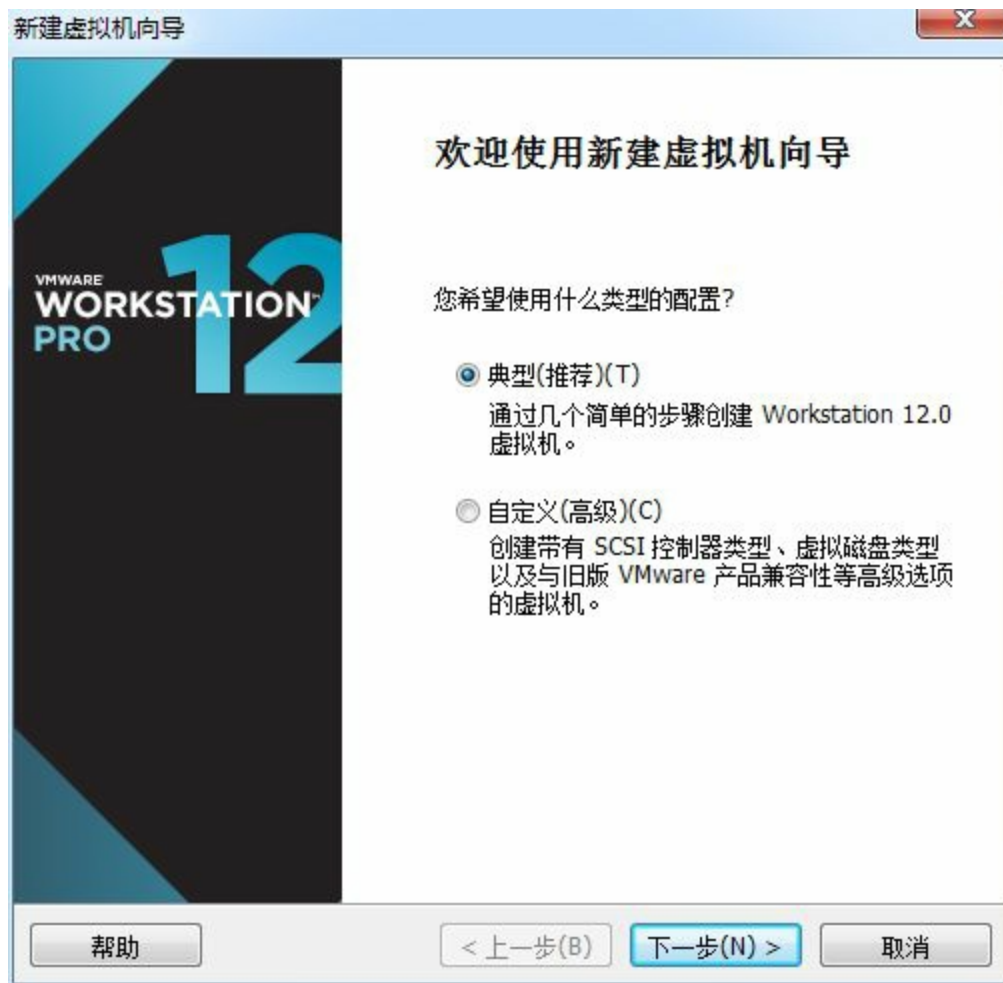 新建虚拟机向导
X
欢迎使用新建虚拟机向导
VMWARE
WORKSTATION™
PRO
12
您希望使用什么类型的配置?
典型(推荐)(T)
通过几个简单的步骤创建 Workstation 12.0
虚拟机。
自定义(高级)(C)
创建带有 SCSI 控制器类型、虚拟磁盘类型
以及与旧版 VMware 产品兼容性等高级选项
的虚拟机。
帮助
< 上一步(B)
下一步(N) >
取消